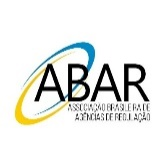 ABAR
ASSOCIAÇÃO BRASILEIRA DE
AGÊNCIAS DE REGULAÇÃO